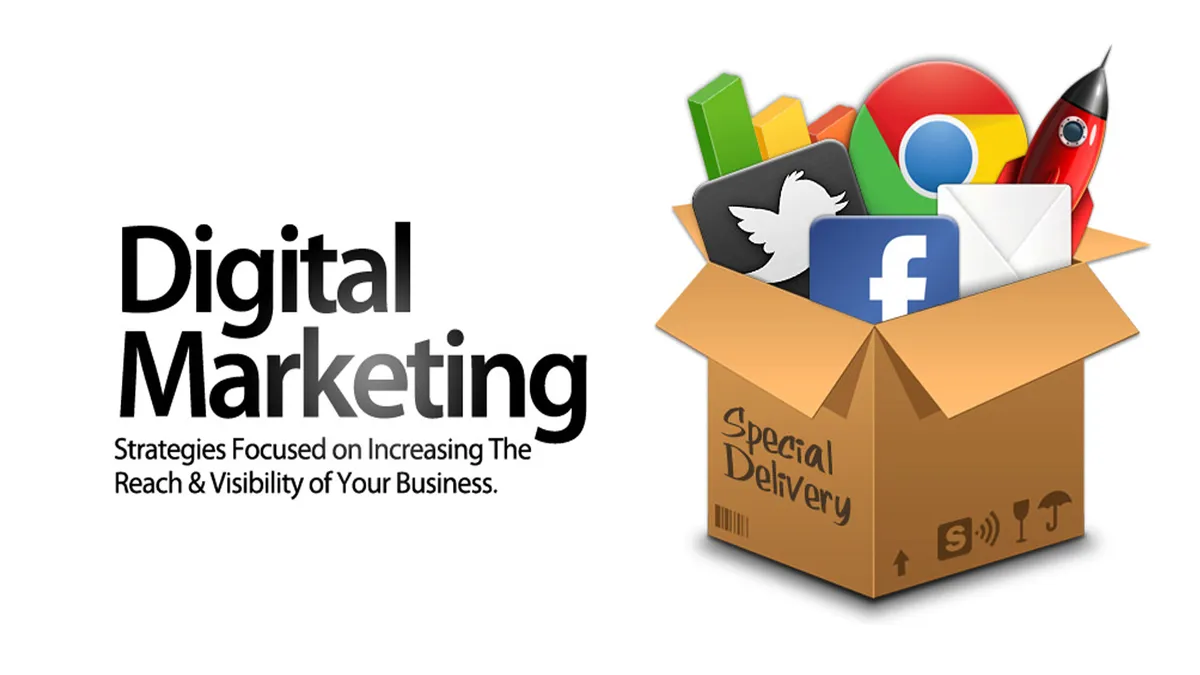 Digital
Marketing
Strategies Focused on Increasing The
Reach & Visibility of Your Business.
f
Special
Delivery
S